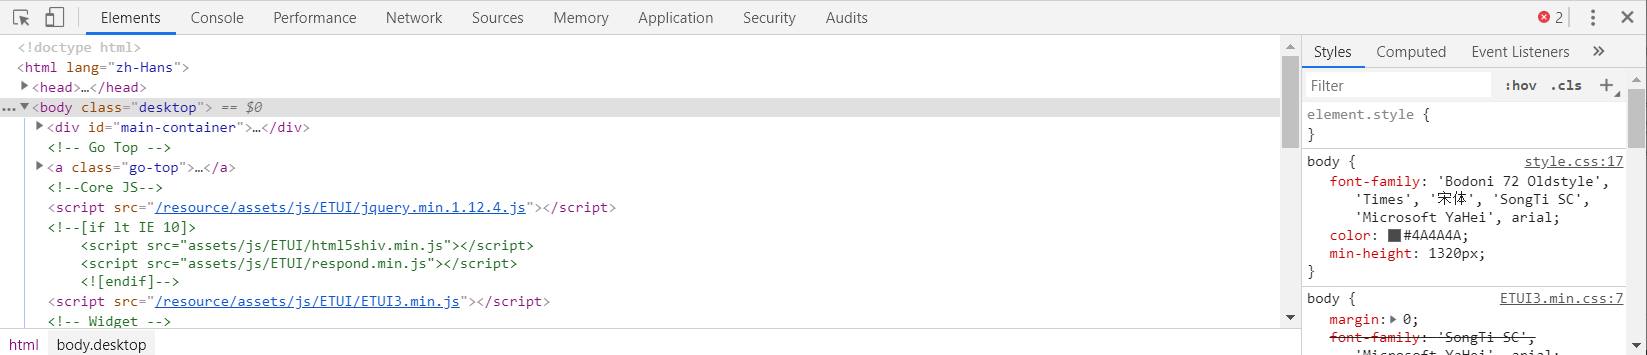 Elements Console Performance Network Sources Memory Application Security Audits 2
<!doctype html>
<html lang="zh-Hans">
<head>…</head>
… <body class="desktop"> == $0
<div id="main-container">…</div>
<!-- Go Top -->
<a class="go-top">…</a>
<!--Core JS-->
<script src="/resource/assets/js/ETUI/jquery.min.1.12.4.js"></script>
<!--[if lt IE 10]>
<script src="assets/js/ETUI/html5shiv.min.js"></script>
<script src="assets/js/ETUI/respond.min.js"></script>
<![endif]-->
<script src="/resource/assets/js/ETUI/ETUI3.min.js"></script>
<!-- Widget -->
html body.desktop
Styles Computed Event Listeners »
Filter :hov .cls +
element.style {
}
body { style.css:17
font-family: 'Bodoni 72 Oldstyle',
'Times', '宋体', 'SongTi SC',
'Microsoft YaHei', arial;
color: #4A4A4A;
min-height: 1320px;
}
body { ETUI3.min.css:7
margin: 0;
font-family: 'SongTi SC',
'Microsoft YaHei', arial;